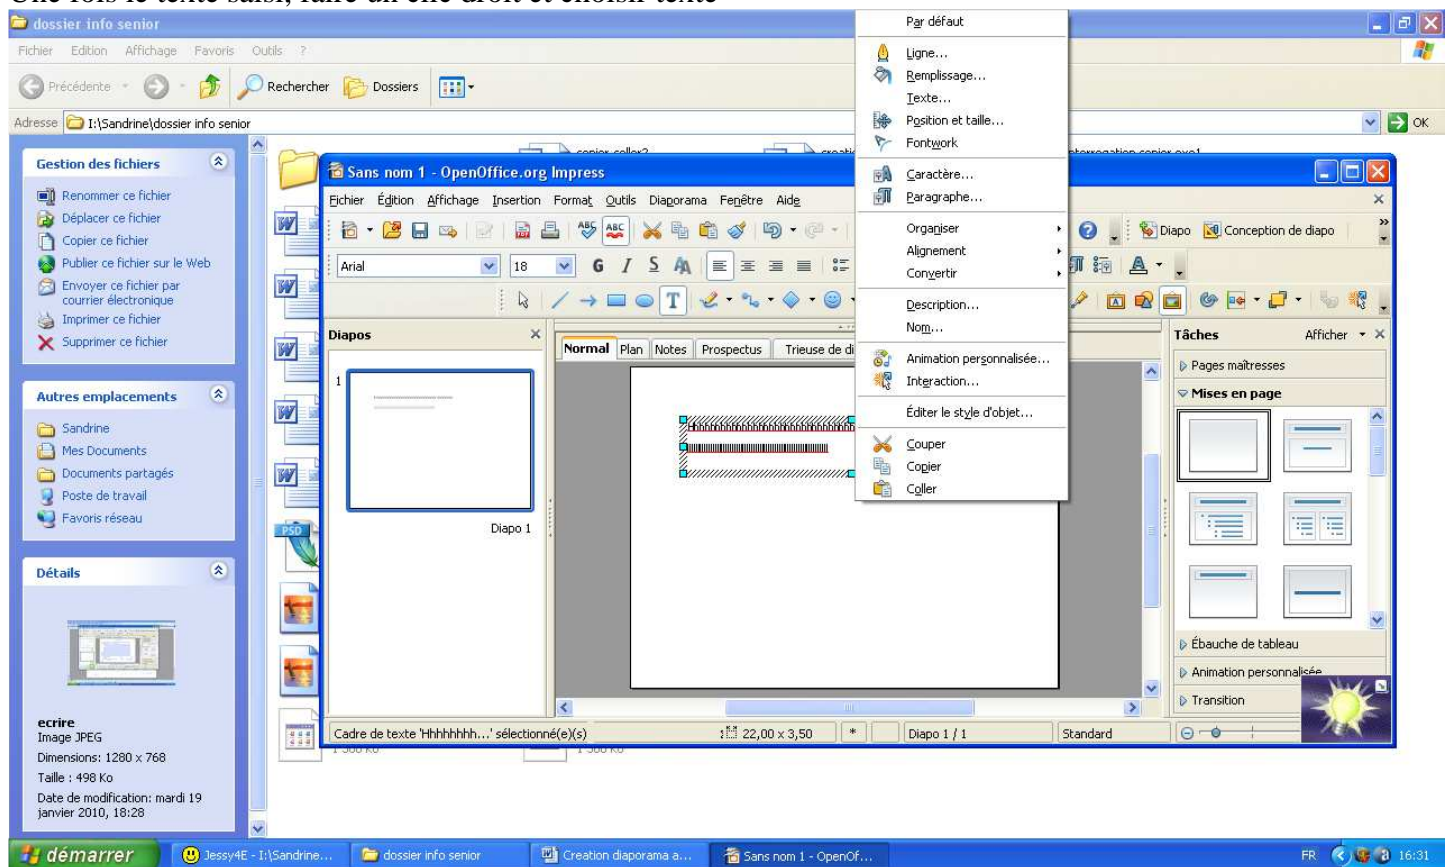 Une fois le texte saisi, faire un clic droit et choisir texte
dossier info senior
Fichier Edition Affichage Favoris Outils ?
Précédente Rechercher Dossiers
Adresse I:\Sandrine\dossier info senior OK
Gestion des fichiers
Renommer ce fichier
Déplacer ce fichier
Copier ce fichier
Publier ce fichier sur le Web
Envoyer ce fichier par
courrier électronique
Imprimer ce fichier
Supprimer ce fichier
Autres emplacements
Sandrine
Mes Documents
Documents partagés
Poste de travail
Favoris réseau
Détails
ecrire
Image JPEG
Dimensions: 1280 x 768
Taille : 498 Ko
Date de modification: mardi 19
janvier 2010, 18:28
PSD
Sans nom 1 - OpenOffice.org Impress
Fichier Édition Affichage Insertion Format Outils Diaporama Fenêtre Aide
Diapo Conception de diapo
Arial 18 G I S
Diapos
1
Diapo 1
Normal Plan Notes Prospectus Trieuse de di
Par défaut
Ligne...
Remplissage...
Texte...
Position et taille...
Fontwork
Caractère...
Paragraphe...
Organiser
Alignement
Convertir
Description...
Nom...
Animation personnalisée...
Interaction...
Éditer le style d'objet...
Couper
Copier
Coller
Tâches Afficher
Pages maîtresses
Mises en page
Ébauche de tableau
Animation personnalisée
Transition
Cadre de texte 'Hhhhhhhh...' sélectionné(e)(s) 22,00 x 3,50 * Diapo 1 / 1 Standard
démarrer Jessy4E - I:\Sandrine... dossier info senior Creation diaporama a... Sans nom 1 - OpenOf... FR 16:31